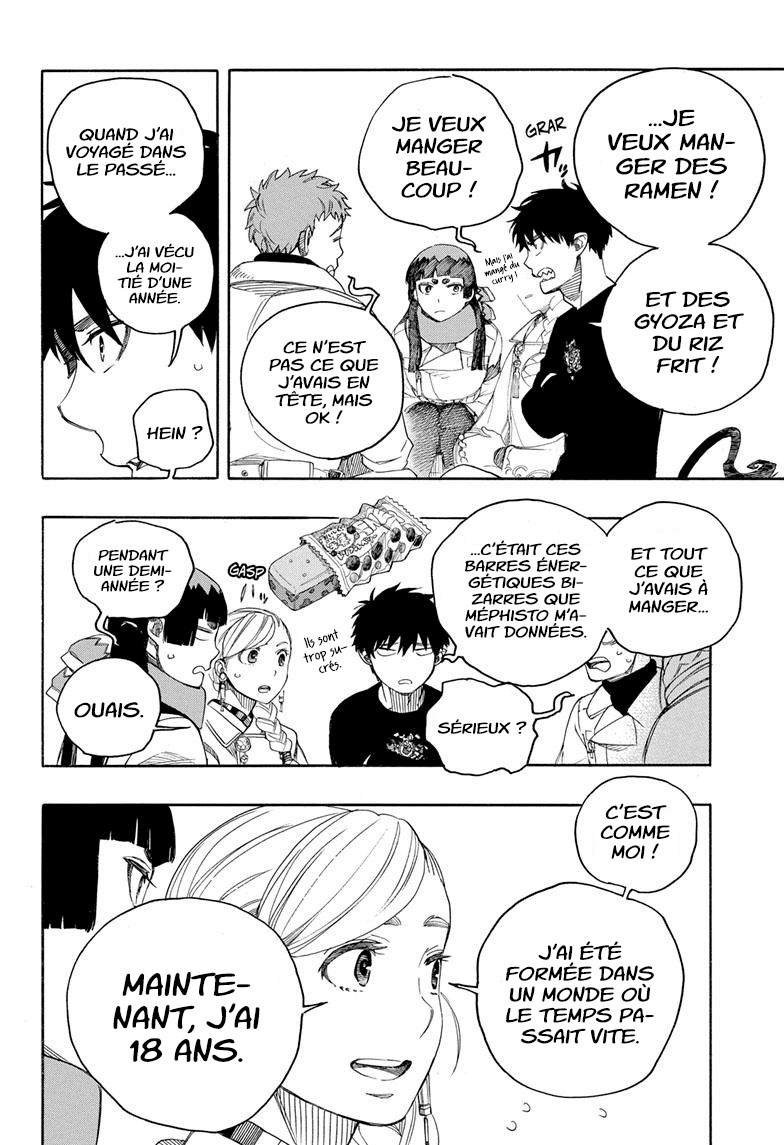 ...JE
VEUX MAN-
GER DES
RAMEN !
ET DES
GYOZA ET
DU RIZ
FRIT !
GRAR
JE VEUX
MANGER
BEAU-
COUP !
Mais j'ai
mangé du
curry !
CE N'EST
PAS CE QUE
J'AVAIS EN
TÊTE, MAIS
OK !
QUAND J'AI
VOYAGÉ DANS
LE PASSÉ...
...J'AI VÉCU
LA MOI-
TIÉ D'UNE
ANNÉE.
HEIN ?
ET TOUT
CE QUE
J'AVAIS À
MANGER...
...C'ÉTAIT CES
BARRES ÉNER-
GÉTIQUES BI-
ZARRES QUE
MÉPHISTO M'A-
VAIT DONNÉES.
SÉRIEUX ?
Ils sont
trop su-
crés.
GASP
PENDANT
UNE DEMI-
ANNÉE ?
OUAIS.
C'EST
COMME
MOI !
J'AI ÉTÉ
FORMÉE DANS
UN MONDE OÙ
LE TEMPS PA-
SSAIT VITE.
MAINTE-
NANT, J'AI
18 ANS.